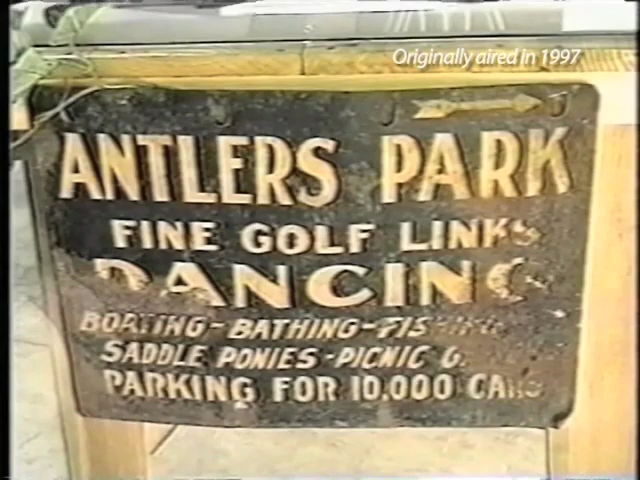 Originally aired in 1997
ANTLERS PARK
FINE GOLF LINKS
DANCING
BOATING - BATHING - FISHING
SADDLE PONIES - PICNIC
PARKING FOR 10,000 CARS